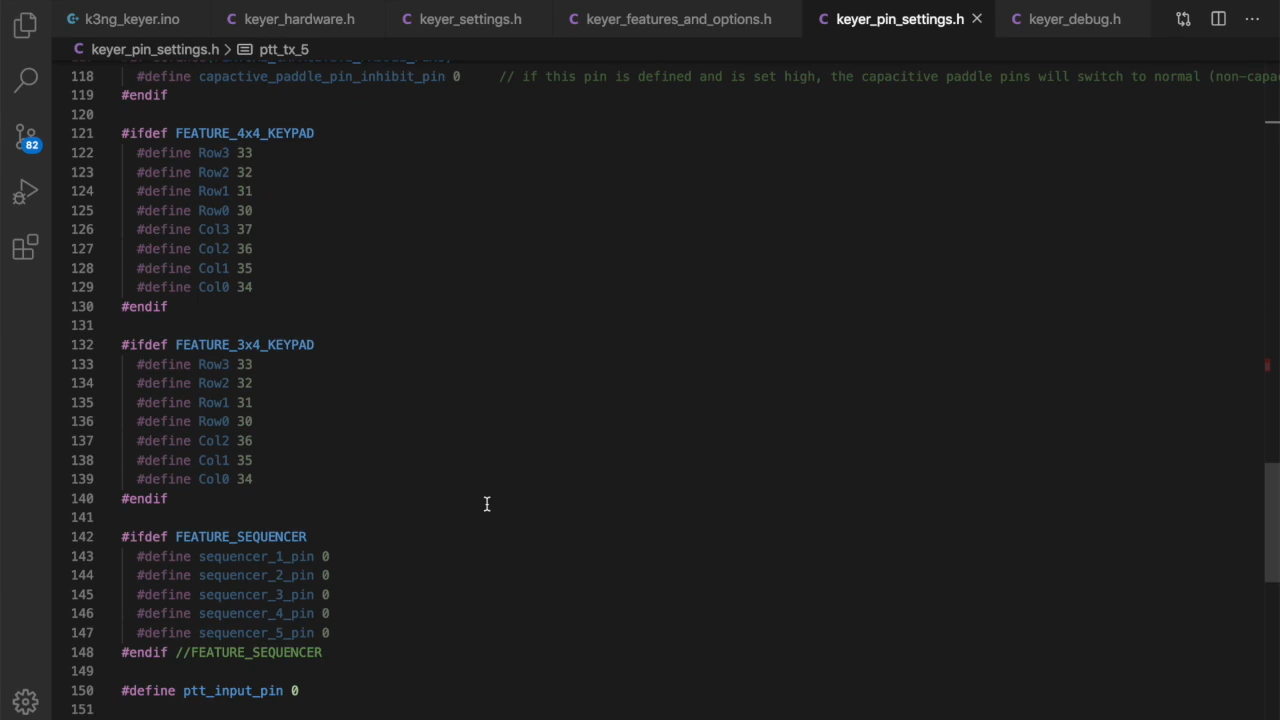 k3ng_keyer.ino keyer_hardware.h keyer_settings.h keyer_features_and_options.h keyer_pin_settings.h keyer_debug.h
keyer_pin_settings.h > ptt_tx_5
118 #define capactive_paddle_pin_inhibit_pin 0 // if this pin is defined and is set high, the capacitive paddle pins will switch to normal (non-capa
119 #endif
120
121 #ifdef FEATURE_4x4_KEYPAD
122 #define Row3 33
123 #define Row2 32
124 #define Row1 31
125 #define Row0 30
126 #define Col3 37
127 #define Col2 36
128 #define Col1 35
129 #define Col0 34
130 #endif
131
132 #ifdef FEATURE_3x4_KEYPAD
133 #define Row3 33
134 #define Row2 32
135 #define Row1 31
136 #define Row0 30
137 #define Col2 36
138 #define Col1 35
139 #define Col0 34
140 #endif
141
142 #ifdef FEATURE_SEQUENCER
143 #define sequencer_1_pin 0
144 #define sequencer_2_pin 0
145 #define sequencer_3_pin 0
146 #define sequencer_4_pin 0
147 #define sequencer_5_pin 0
148 #endif //FEATURE_SEQUENCER
149
150 #define ptt_input_pin 0
151
82